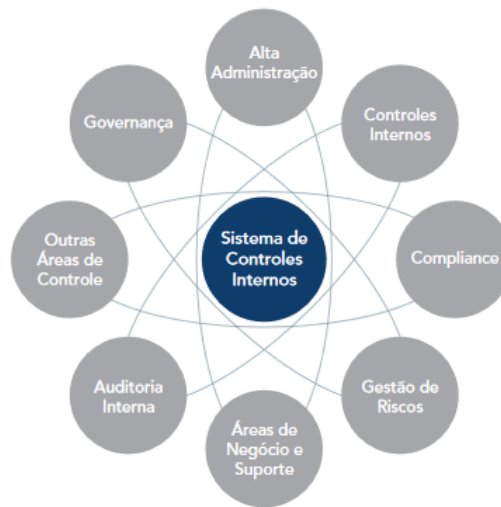 Alta
Administração
Controles
Internos
Compliance
Gestão de
Riscos
Áreas de
Negócio e
Suporte
Auditoria
Interna
Outras
Áreas de
Controle
Governança
Sistema de
Controles
Internos